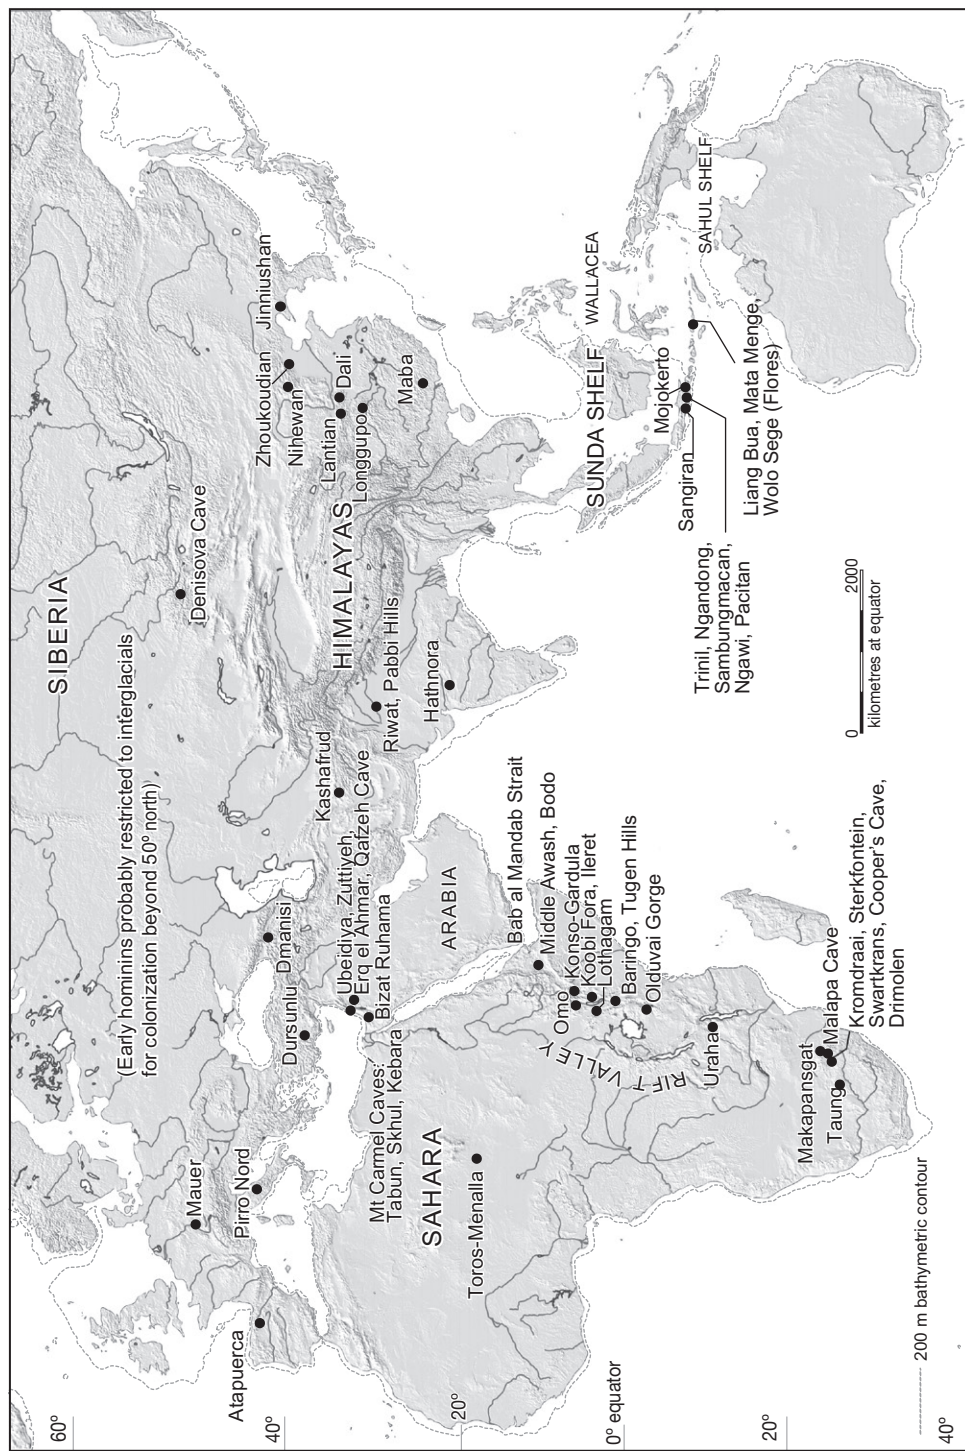 60°
40°
20°
0° equator
20°
40°
SIBERIA
(Early hominins probably restricted to interglacials
for colonization beyond 50° north)
Denisova Cave
Mauer
Pirro Nord
Atapuerca
Dursunlu
Dmanisi
Mt Carmel Caves:
Tabun, Skhul, Kebara
Ubeidiya, Zuttiyeh,
Erq el Ahmar, Qafzeh Cave
Bizat Ruhama
Kashafrud
HIMALAYAS
Riwat, Pabbi Hills
Hathnora
Zhoukoudian
Nihewan
Jinniushan
Lantian
Dali
Longgupo
Maba
SAHARA
Toros-Menalla
ARABIA
Bab al Mandab Strait
Middle Awash, Bodo
Omo
Konso-Gardula
Koobi Fora, Ileret
Lothagam
Baringo, Tugen Hills
Olduvai Gorge
RIFT VALLEY
Uraha
Makapansgat
Malapa Cave
Taung
Kromdraai, Sterkfontein,
Swartkrans, Cooper's Cave,
Drimolen
SUNDA SHELF
WALLACEA
SAHUL SHELF
Mojokerto
Sangiran
Trinil, Ngandong,
Sambungmacan,
Ngawi, Pacitan
Liang Bua, Mata Menge,
Wolo Sege (Flores)
0
2000
kilometres at equator
200 m bathymetric contour